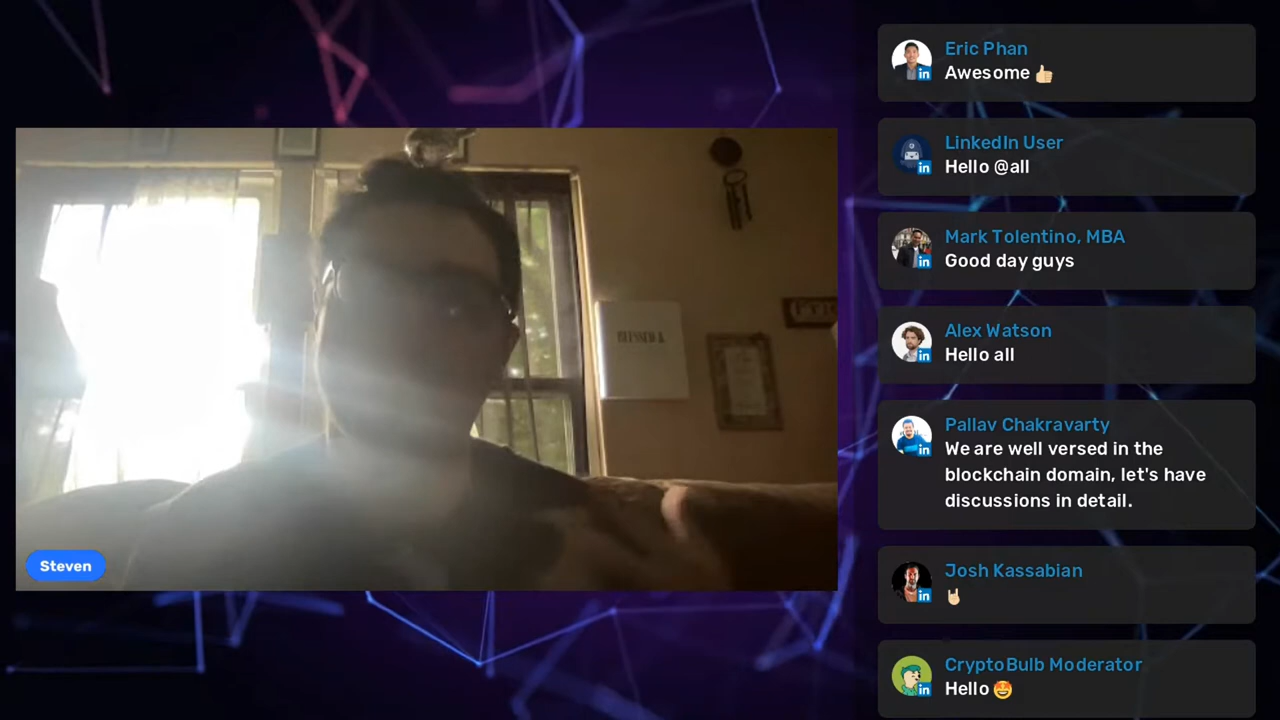 Eric Phan
Awesome 👍🏼
LinkedIn User
Hello @all
Mark Tolentino, MBA
Good day guys
Alex Watson
Hello all
Pallav Chakravarty
We are well versed in the
blockchain domain, let's have
discussions in detail.
Josh Kassabian
🤘🏼
CryptoBulb Moderator
Hello 🤩
Steven